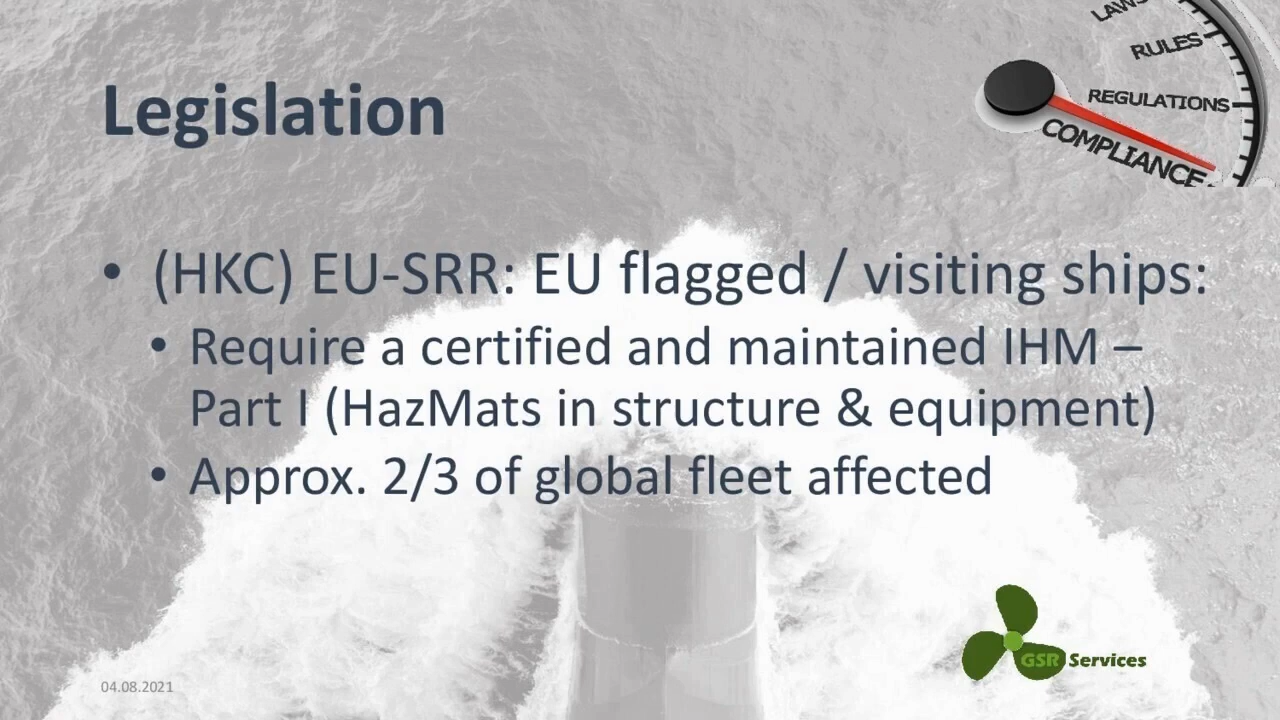 LAWS
RULES
REGULATIONS
COMPLIANCE
Legislation
• (HKC) EU-SRR: EU flagged / visiting ships:
• Require a certified and maintained IHM –
Part I (HazMats in structure & equipment)
• Approx. 2/3 of global fleet affected
GSR Services
04.08.2021